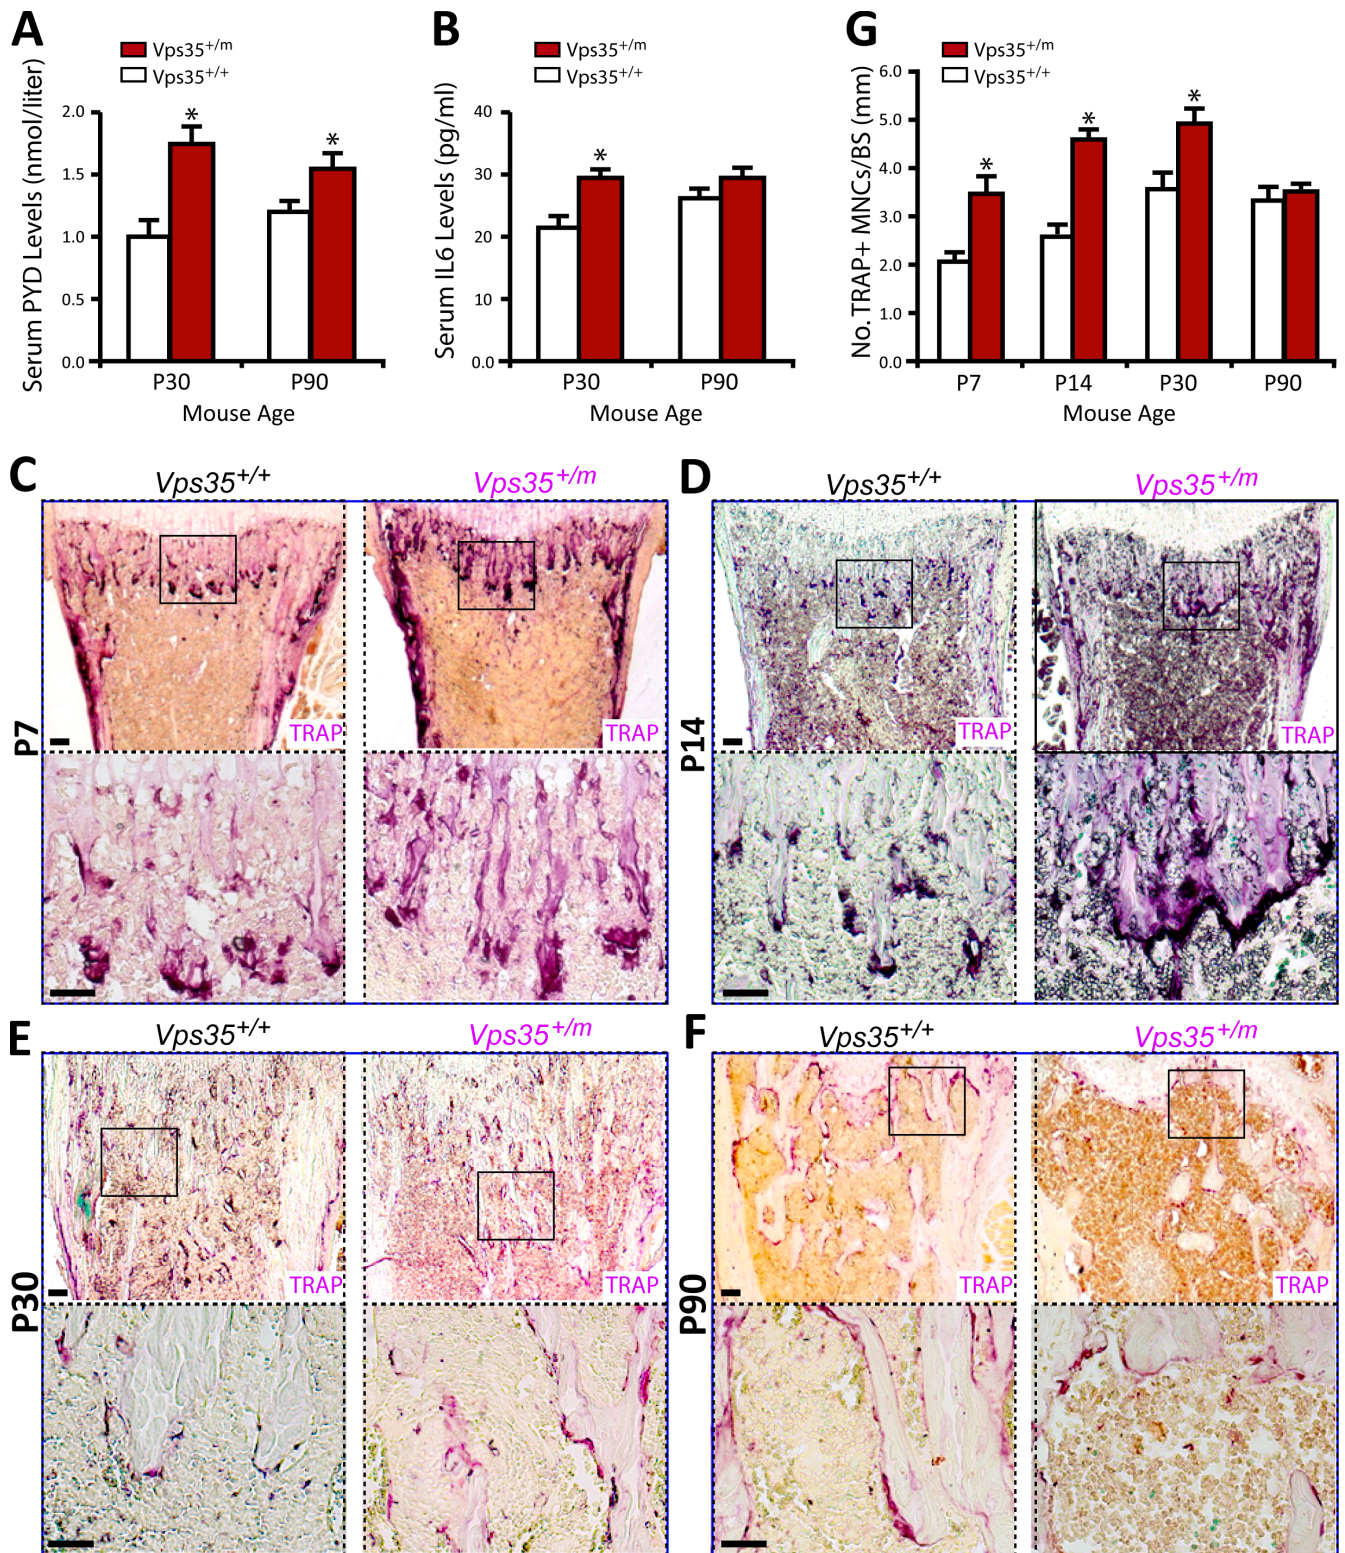 A
Vps35+/m
Vps35+/+
Serum PYD Levels (nmol/liter)
2.0
1.5
1.0
0.5
0.0
P30
P90
Mouse Age
B
Vps35+/m
Vps35+/+
Serum IL6 Levels (pg/ml)
40
30
20
10
0.0
*
P30
P90
Mouse Age
G
Vps35+/m
Vps35+/+
No. TRAP+ MNCs/BS (mm)
6.0
5.0
4.0
3.0
2.0
1.0
0.0
*
*
*
P7
P14
P30
P90
Mouse Age
*
*
C
Vps35+/+
Vps35+/m
P7
TRAP
TRAP
D
Vps35+/+
Vps35+/m
P14
TRAP
TRAP
E
Vps35+/+
Vps35+/m
P30
TRAP
TRAP
F
Vps35+/+
Vps35+/m
P90
TRAP
TRAP